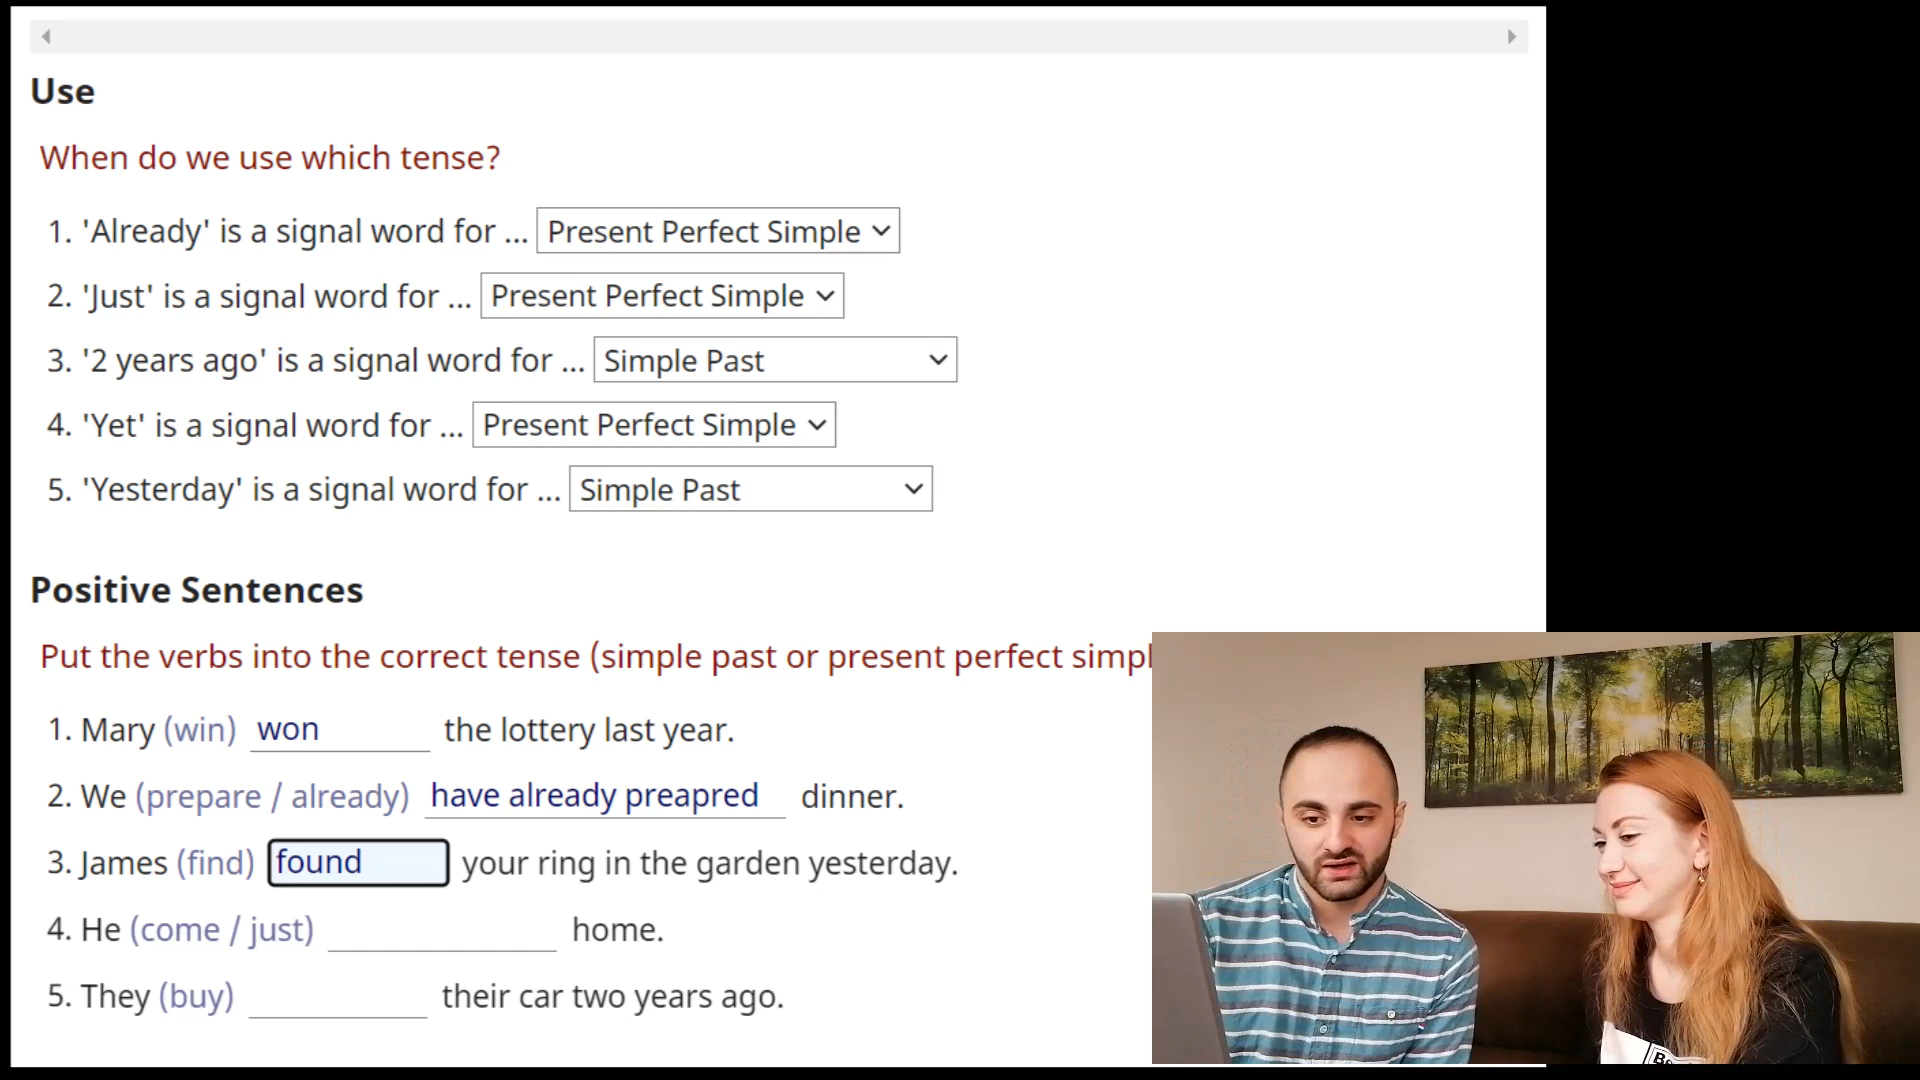 Use
When do we use which tense?
1. 'Already' is a signal word for ... Present Perfect Simple
2. 'Just' is a signal word for ... Present Perfect Simple
3. '2 years ago' is a signal word for ... Simple Past
4. 'Yet' is a signal word for ... Present Perfect Simple
5. 'Yesterday' is a signal word for ... Simple Past
Positive Sentences
Put the verbs into the correct tense (simple past or present perfect
1. Mary (win) won the lottery last year.
2. We (prepare / already) have already preapred dinner.
3. James (find) found your ring in the garden yesterday.
4. He (come / just) home.
5. They (buy) their car two years ago.